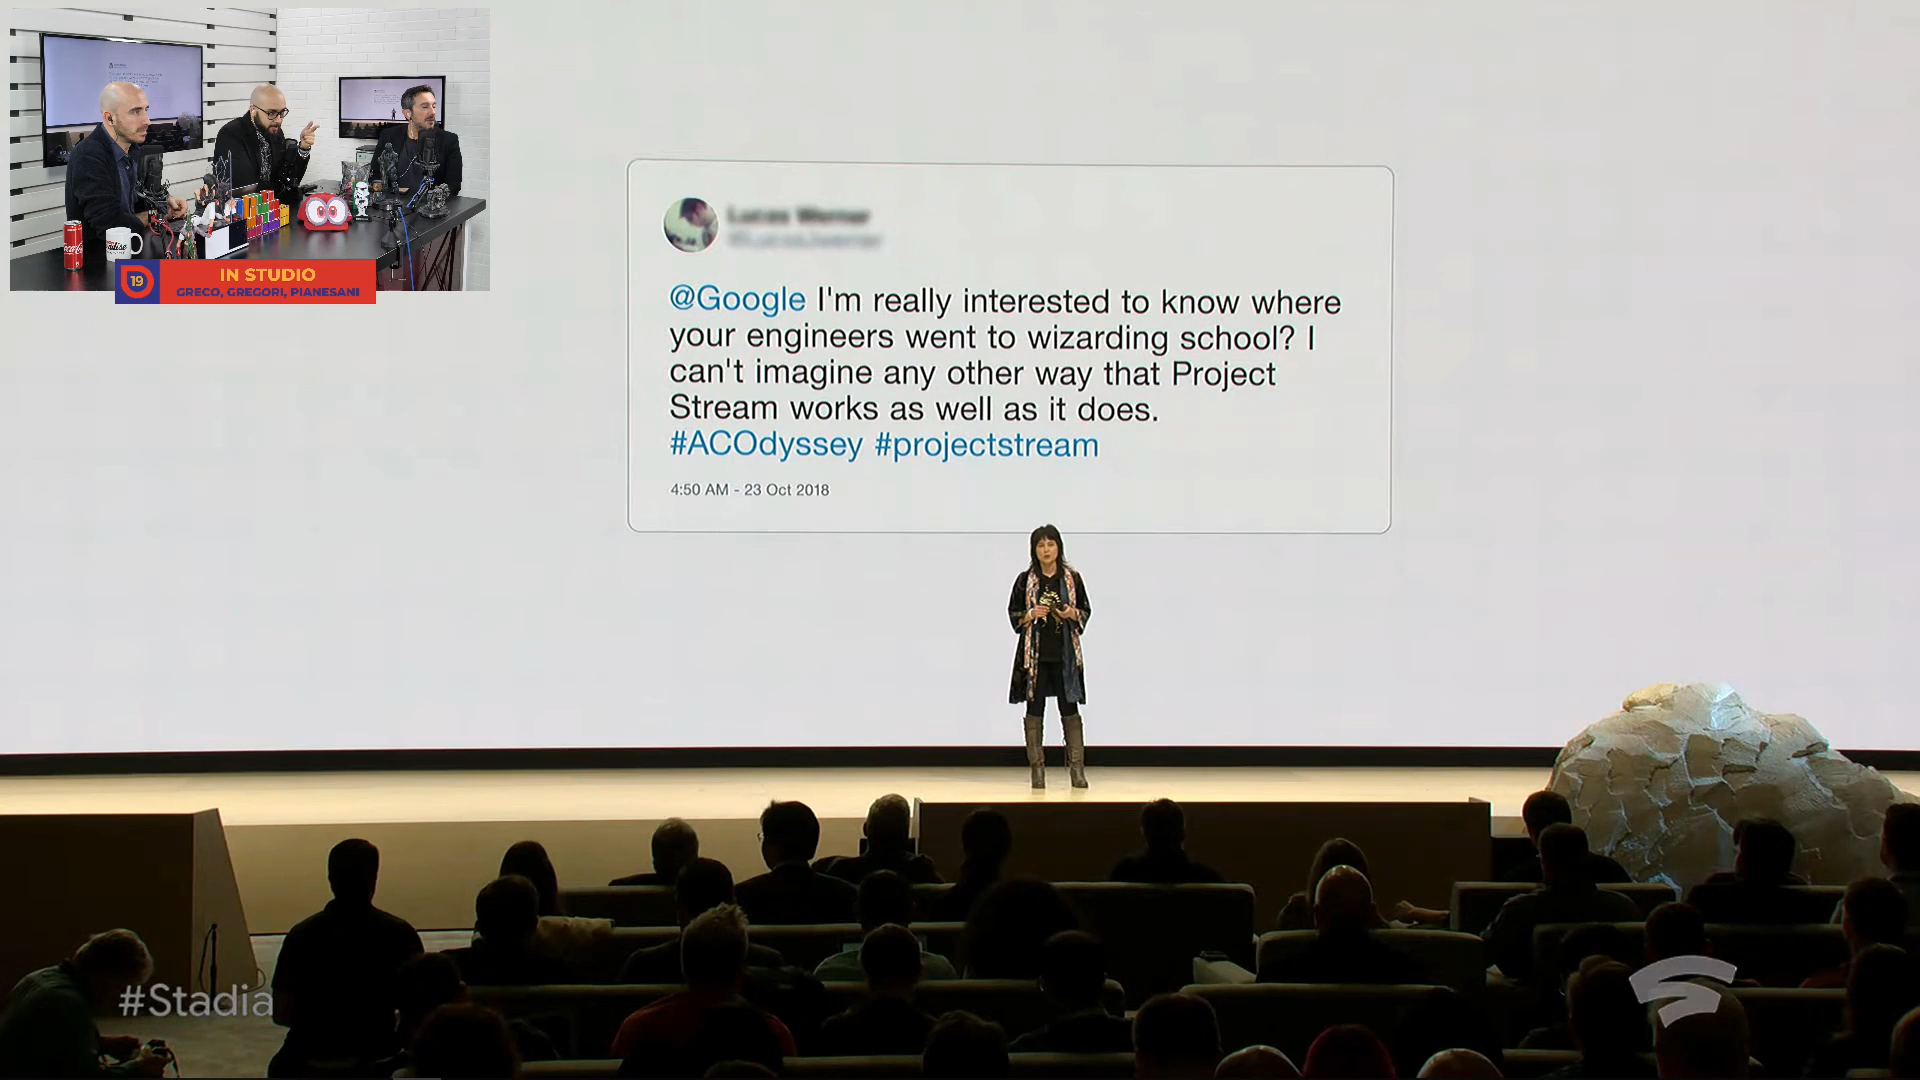 19
IN STUDIO
GRECO, GREGORI, PIANESANI
@Google I'm really interested to know where
your engineers went to wizarding school? I
can't imagine any other way that Project
Stream works as well as it does.
#ACOdyssey #projectstream
4:50 AM - 23 Oct 2018
#Stadia